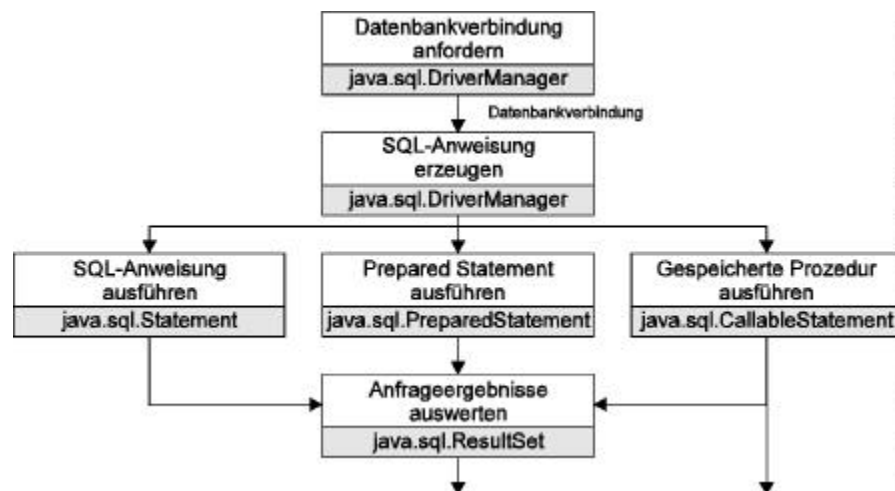 Datenbankverbindung
anfordern
java.sql.DriverManager
Datenbankverbindung
SQL-Anweisung
erzeugen
java.sql.DriverManager
SQL-Anweisung
ausführen
java.sql.Statement
Prepared Statement
ausführen
java.sql.PreparedStatement
Gespeicherte Prozedur
ausführen
java.sql.CallableStatement
Anfrageergebnisse
auswerten
java.sql.ResultSet